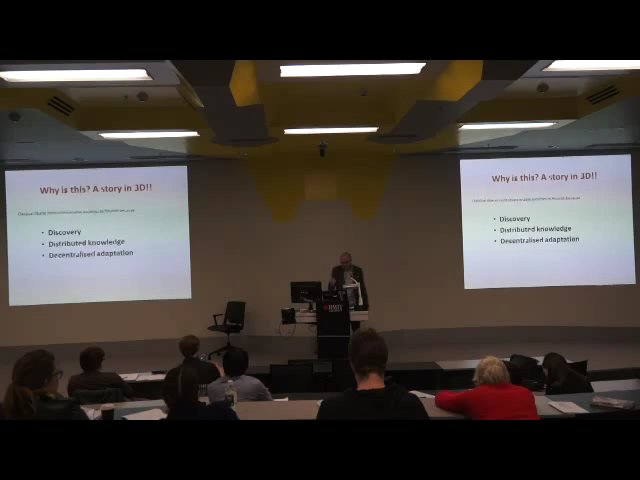 Why is this? A story in 3D!!
• Discovery
• Distributed knowledge
• Decentralised adaptation
Why is this? A story in 3D!!
• Discovery
• Distributed knowledge
• Decentralised adaptation
RMIT